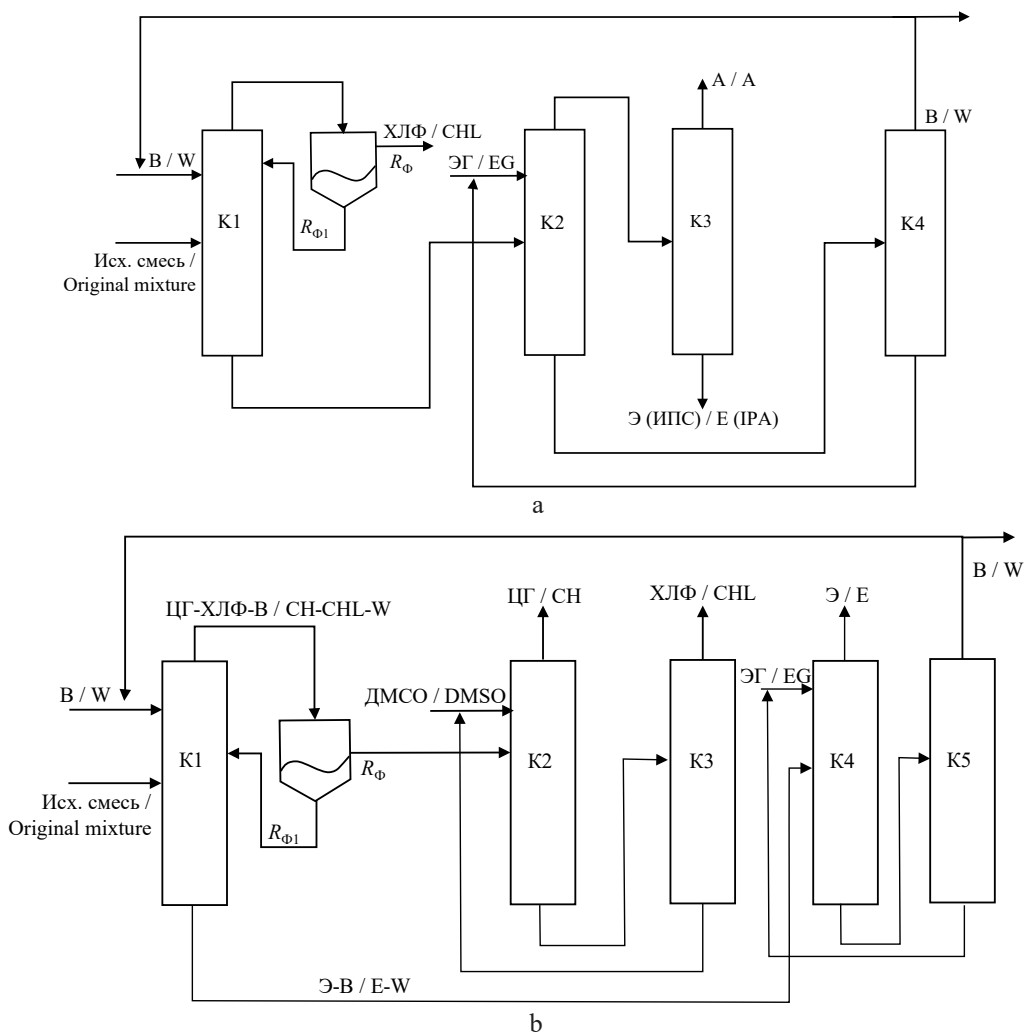 А / A
В / W
ХЛФ / CHL
В / W
RФ
ЭГ / EG
К1
К2
К3
К4
RФ1
Исх. смесь /
Original mixture
Э (ИПС) / E (IPA)
a
В / W
ЦГ-ХЛФ-В / CH-CHL-W
ЦГ / CH
ХЛФ / CHL
Э / E
В / W
ДМСО / DMSO
ЭГ / EG
К1
К2
К3
К4
К5
RФ
Исх. смесь /
Original mixture
RФ1
Э-В / E-W
b